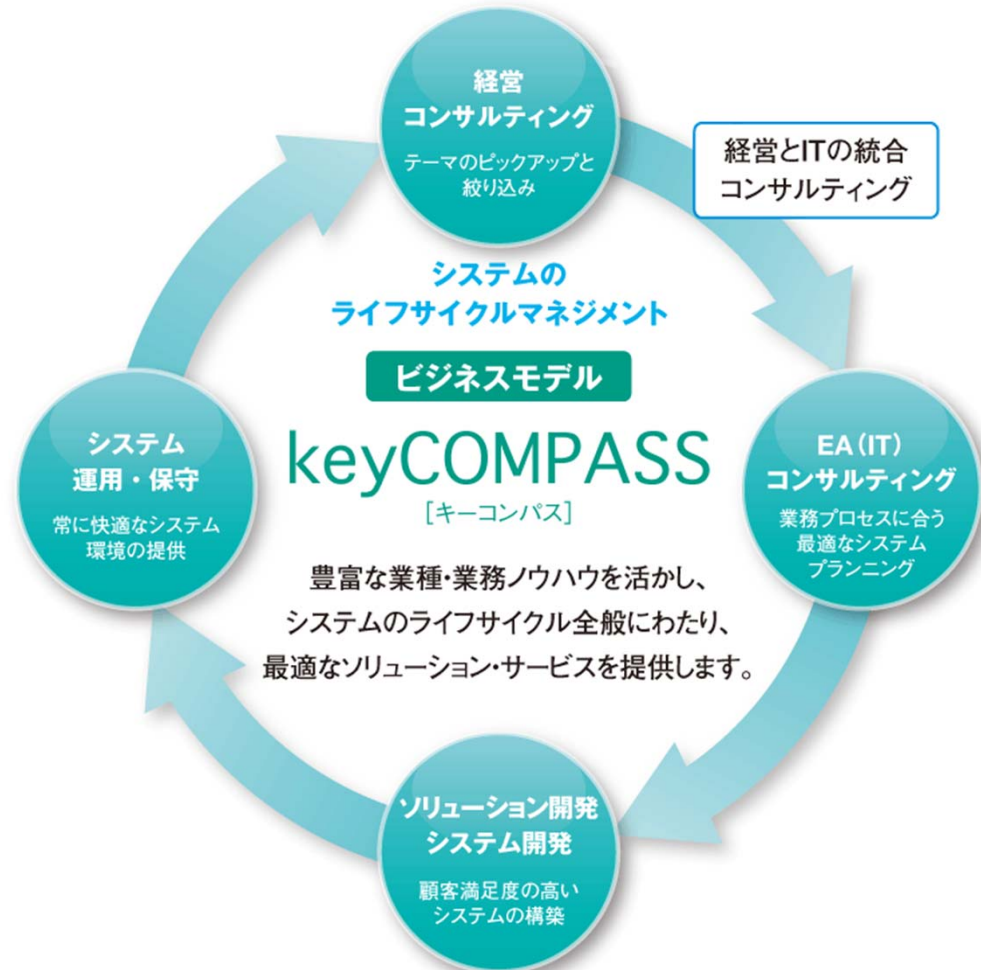 経営
コンサルティング
テーマのピックアップと
絞り込み
経営とITの統合
コンサルティング
システムの
ライフサイクルマネジメント
ビジネスモデル
keyCOMPASS
[キーコンパス]
豊富な業種・業務ノウハウを活かし、
システムのライフサイクル全般にわたり、
最適なソリューション・サービスを提供します。
EA(IT)
コンサルティング
業務プロセスに合う
最適なシステム
プランニング
ソリューション開発
システム開発
顧客満足度の高い
システムの構築
システム
運用・保守
常に快適なシステム
環境の提供